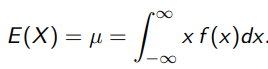 E(X) = μ = ∫_{-∞}^{∞} x f(x)dx.